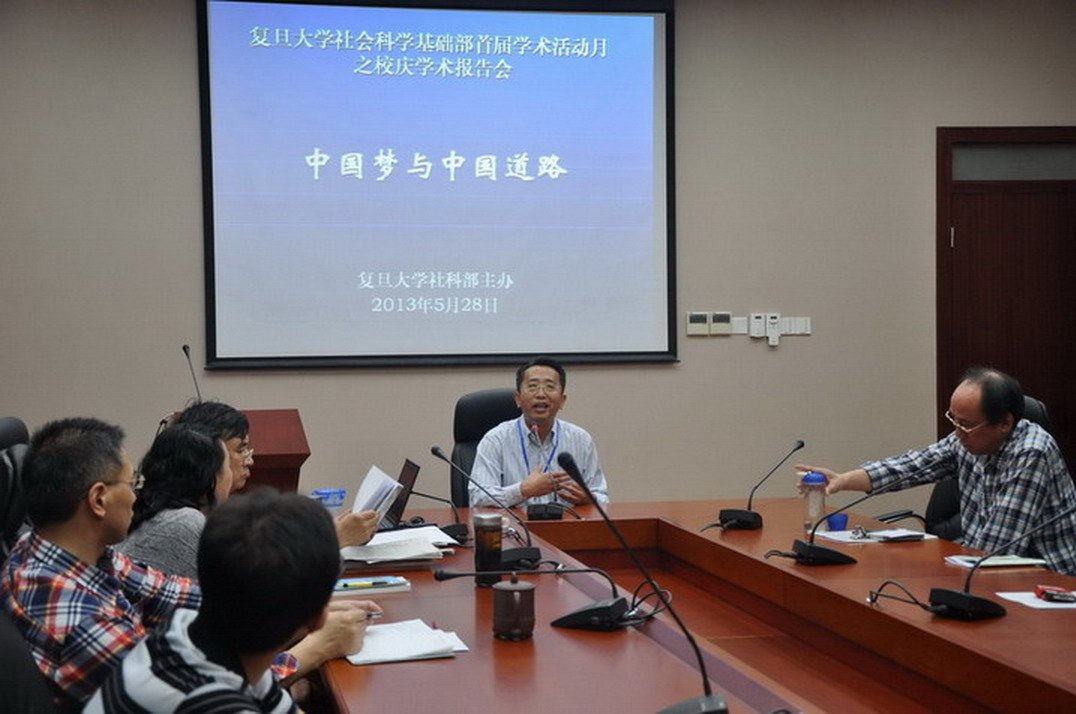 复旦大学社会科学基础部首届学术活动月
之校庆学术报告会
中国梦与中国道路
复旦大学社科部主办
2013年5月28日